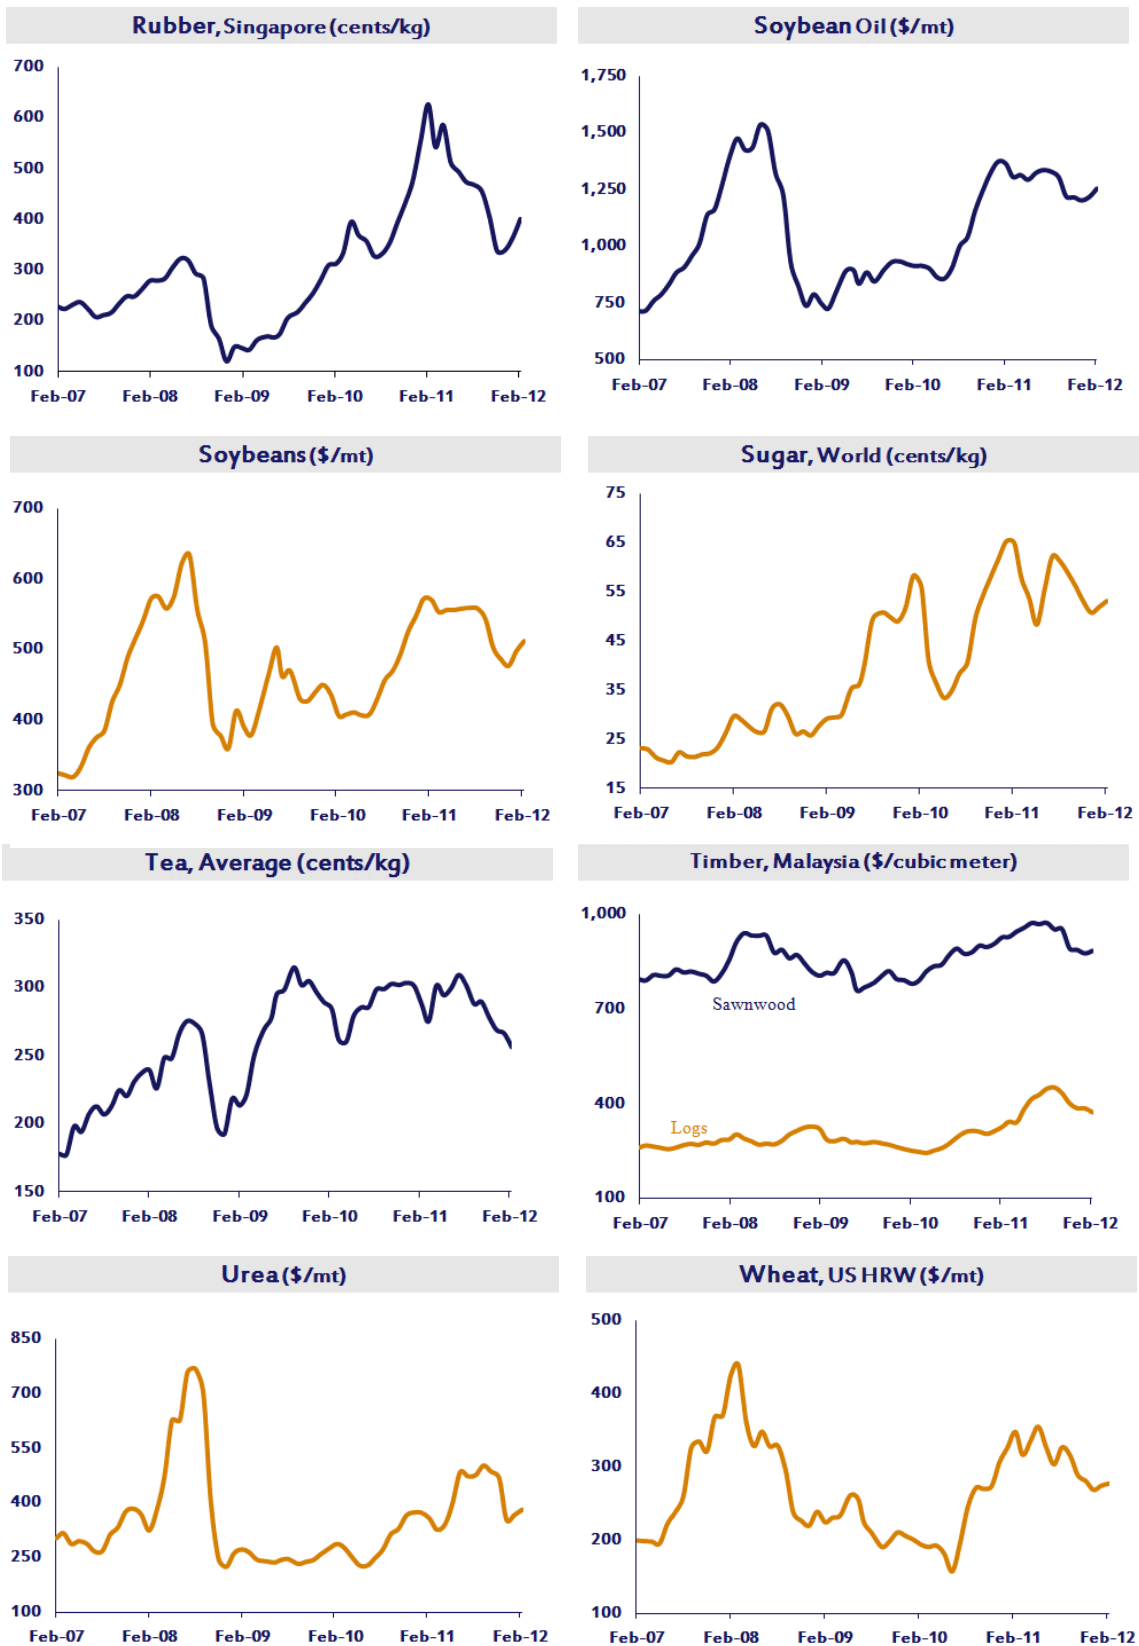 Rubber, Singapore (cents/kg)
700
600
500
400
300
200
100
Feb-07 Feb-08 Feb-09 Feb-10 Feb-11 Feb-12
Soybean Oil ($/mt)
1,750
1,500
1,250
1,000
750
500
Feb-07 Feb-08 Feb-09 Feb-10 Feb-11 Feb-12
Soybeans ($/mt)
700
600
500
400
300
Feb-07 Feb-08 Feb-09 Feb-10 Feb-11 Feb-12
Sugar, World (cents/kg)
75
65
55
45
35
25
15
Feb-07 Feb-08 Feb-09 Feb-10 Feb-11 Feb-12
Tea, Average (cents/kg)
350
300
250
200
150
Feb-07 Feb-08 Feb-09 Feb-10 Feb-11 Feb-12
Timber, Malaysia ($/cubic meter)
1,000
700
400
100
Sawnwood
Logs
Feb-07 Feb-08 Feb-09 Feb-10 Feb-11 Feb-12
Urea ($/mt)
850
700
550
400
250
100
Feb-07 Feb-08 Feb-09 Feb-10 Feb-11 Feb-12
Wheat, US HRW ($/mt)
500
400
300
200
100
Feb-07 Feb-08 Feb-09 Feb-10 Feb-11 Feb-12